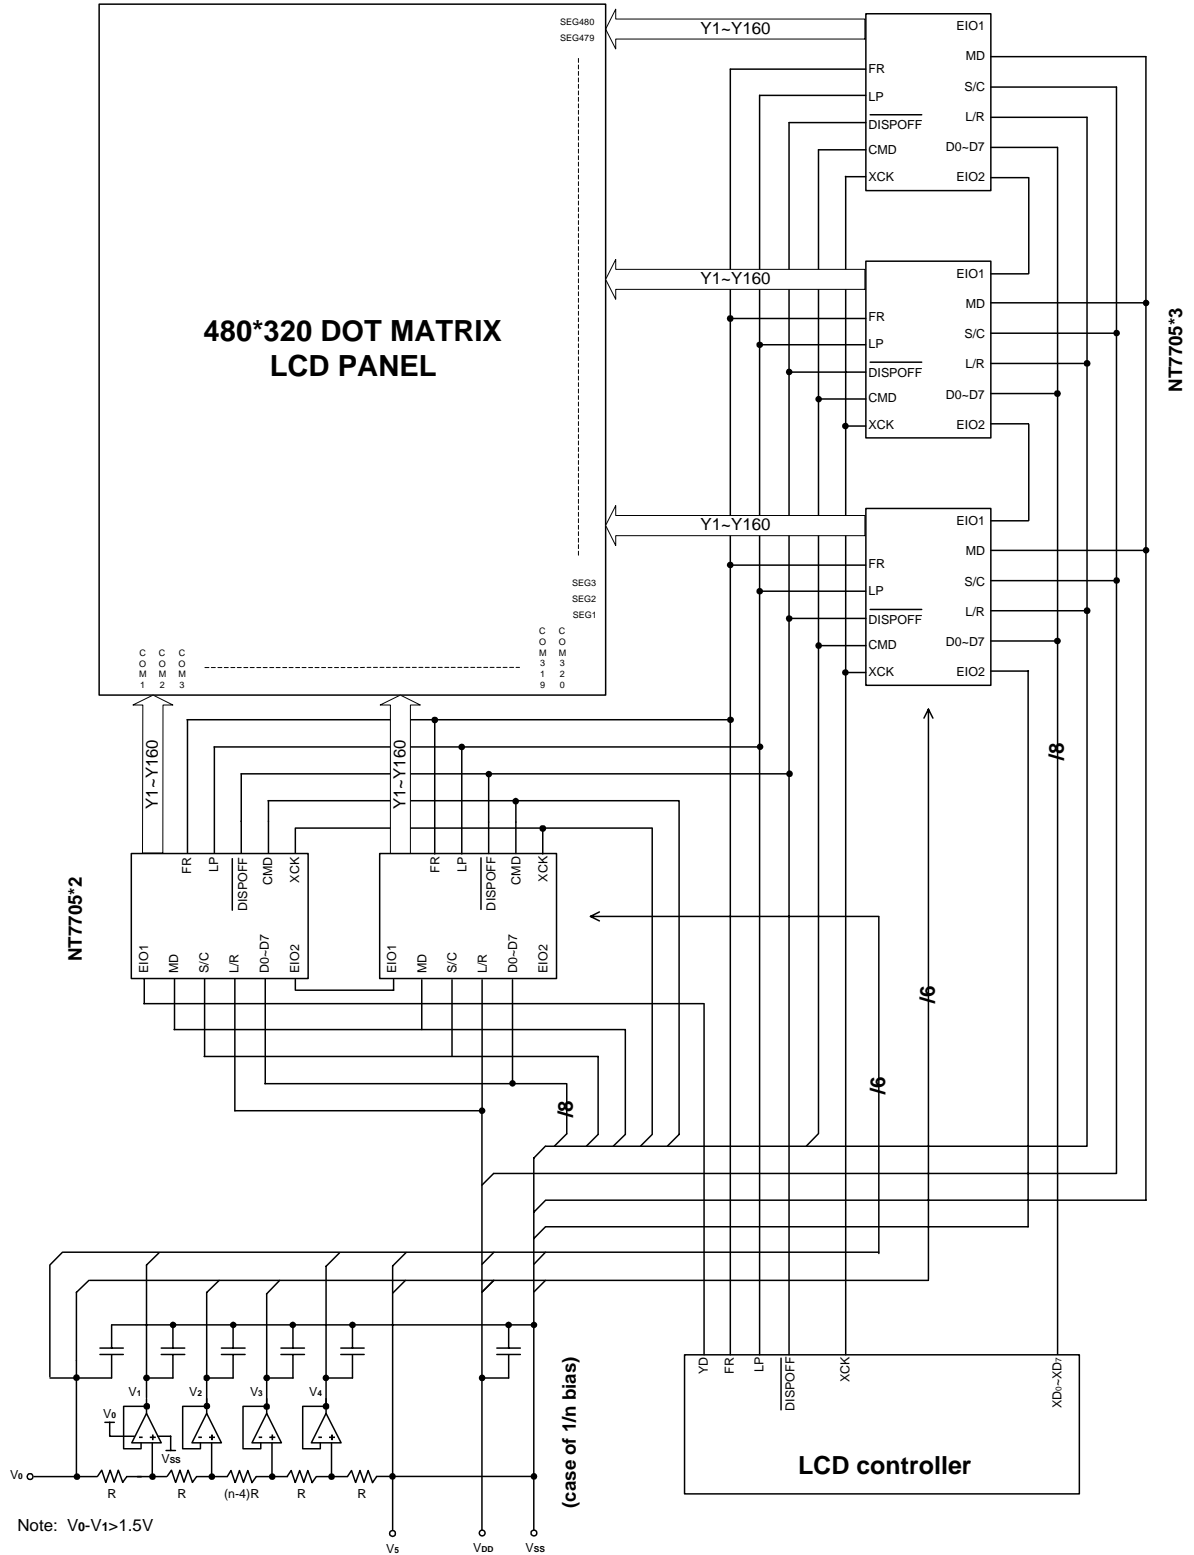 SEG480
SEG479
480*320 DOT MATRIX
LCD PANEL
SEG3
SEG2
SEG1
COM1
COM2
COM3
COM319
COM320
Y1~Y160
FR
LP
DISPOFF
CMD
XCK
EIO1
MD
S/C
L/R
D0~D7
EIO2
Y1~Y160
FR
LP
DISPOFF
CMD
XCK
EIO1
MD
S/C
L/R
D0~D7
EIO2
NT7705*3
Y1~Y160
FR
LP
DISPOFF
CMD
XCK
EIO1
MD
S/C
L/R
D0~D7
EIO2
/8
Y1~Y160
Y1~Y160
NT7705*2
FR
LP
DISPOFF
CMD
XCK
EIO1
MD
S/C
L/R
D0~D7
EIO2
FR
LP
DISPOFF
CMD
XCK
EIO1
MD
S/C
L/R
D0~D7
EIO2
/6
/6
/8
V1
V2
V3
V4
V0
VSS
V0
R
R
(n-4)R
R
R
Note: V0-V1>1.5V
V5
VDD
VSS
(case of 1/n bias)
YD
FR
LP
DISPOFF
XCK
XD0~XD7
LCD controller